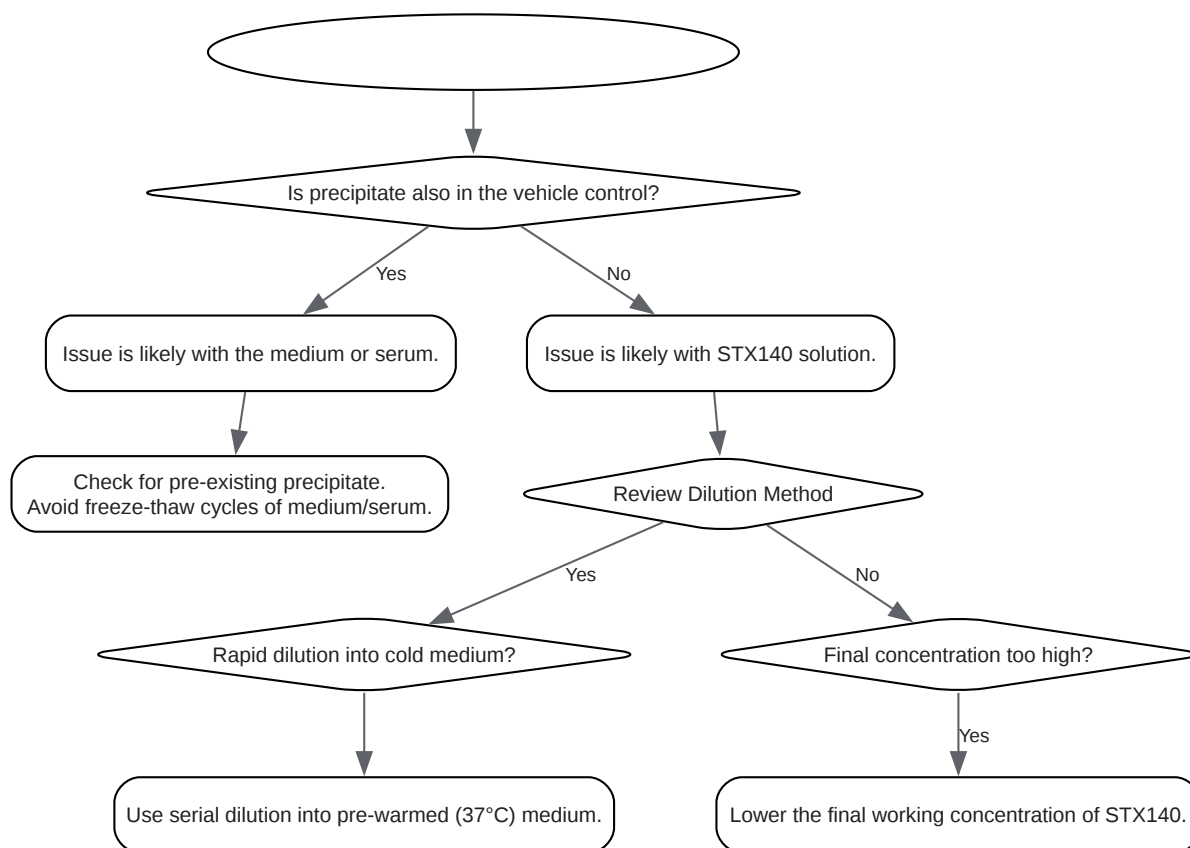 Is precipitate also in the vehicle control?
Yes
No
Issue is likely with the medium or serum.
Issue is likely with STX140 solution.
Check for pre-existing precipitate.
Avoid freeze-thaw cycles of medium/serum.
Review Dilution Method
Yes
No
Rapid dilution into cold medium?
Final concentration too high?
Yes
Use serial dilution into pre-warmed (37°C) medium.
Lower the final working concentration of STX140.